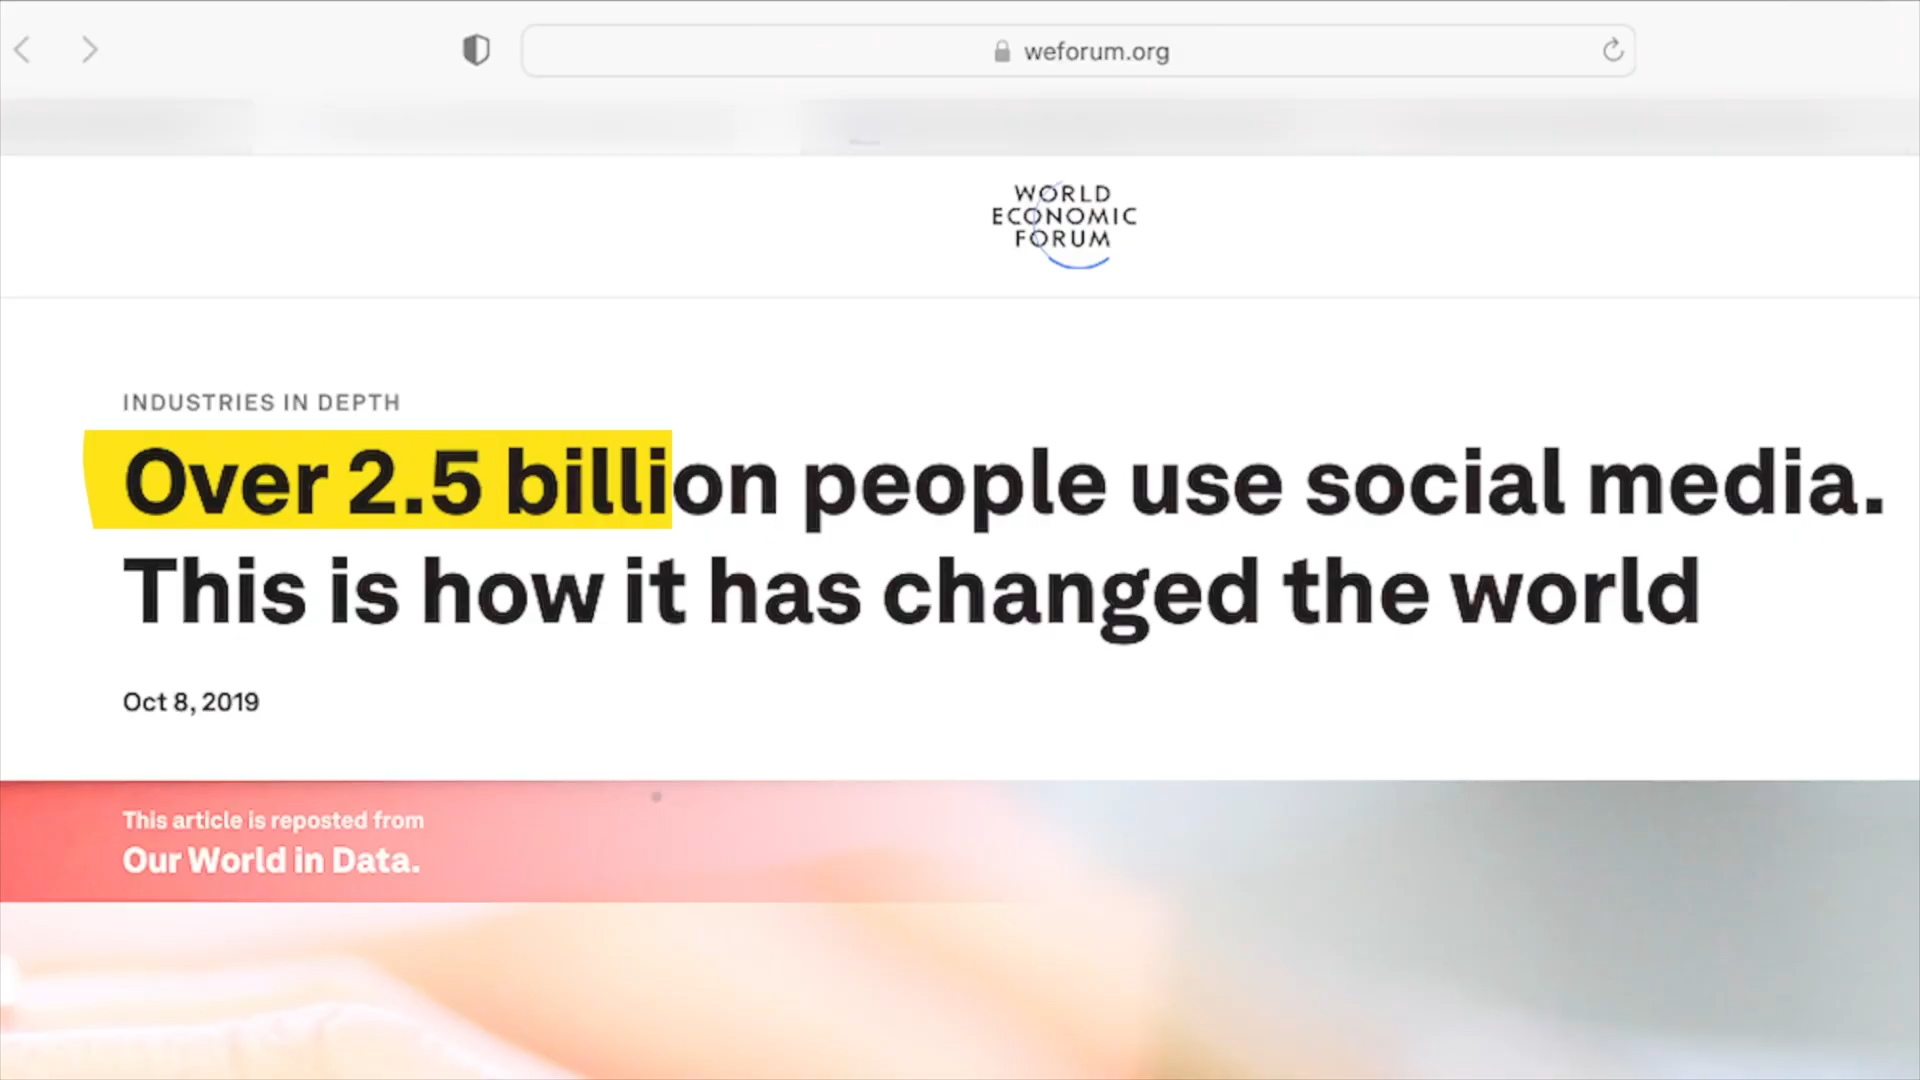 weforum.org
WORLD
ECONOMIC
FORUM
INDUSTRIES IN DEPTH
Over 2.5 billion people use social media.
This is how it has changed the world
Oct 8, 2019
This article is reposted from
Our World in Data.